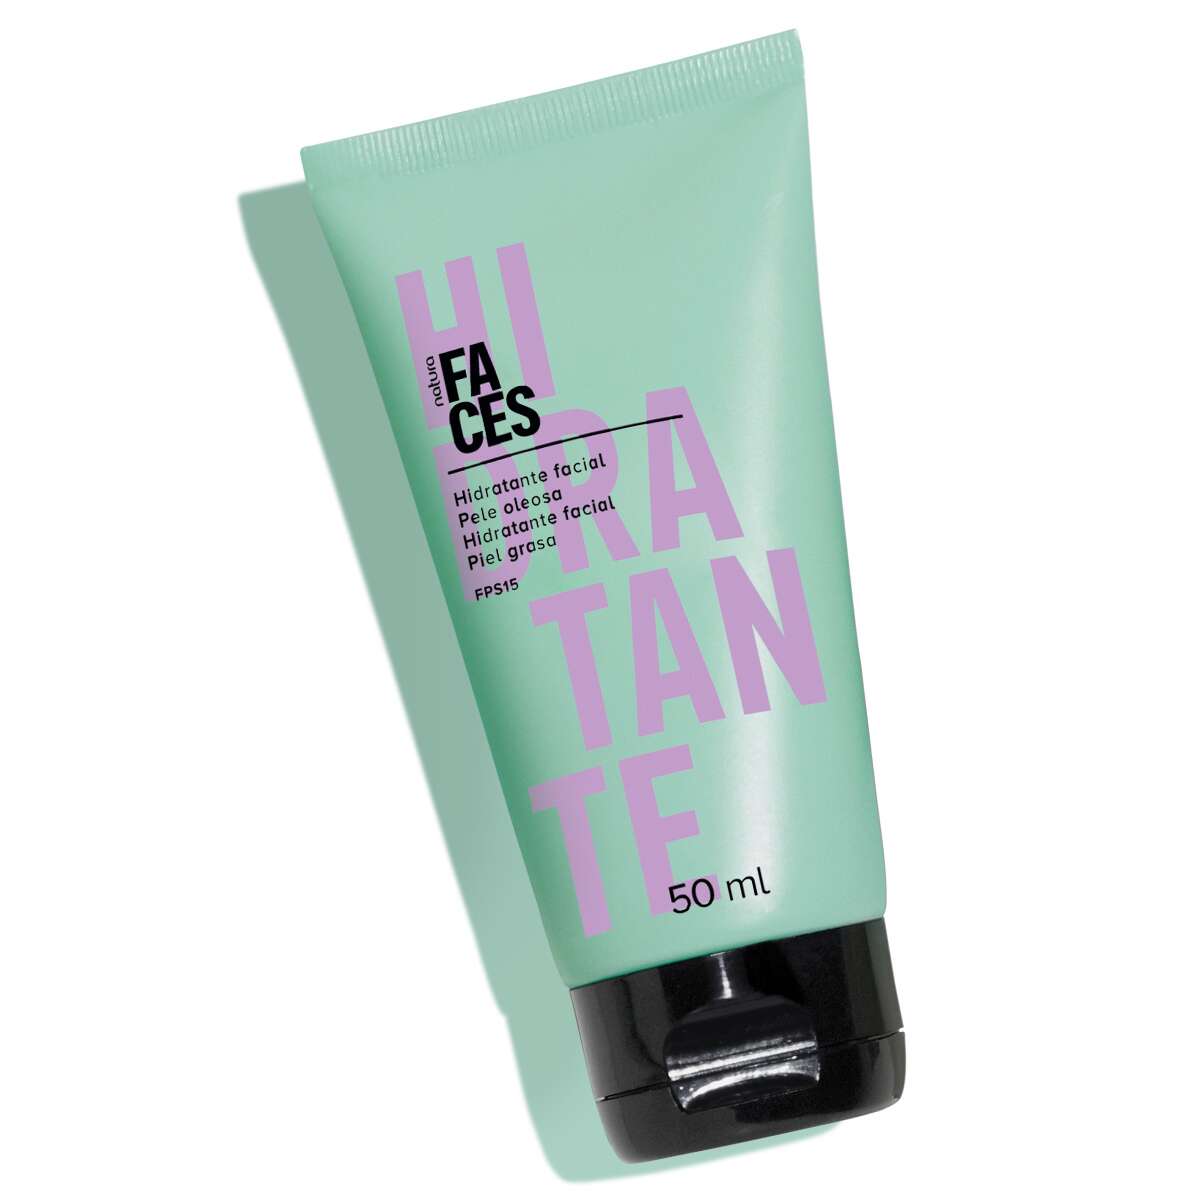 HI
DRA
TAN
TE
natura
FA
CES
Hidratante facial
Pele oleosa
Hidratante facial
Piel grasa
FPS15
50 ml